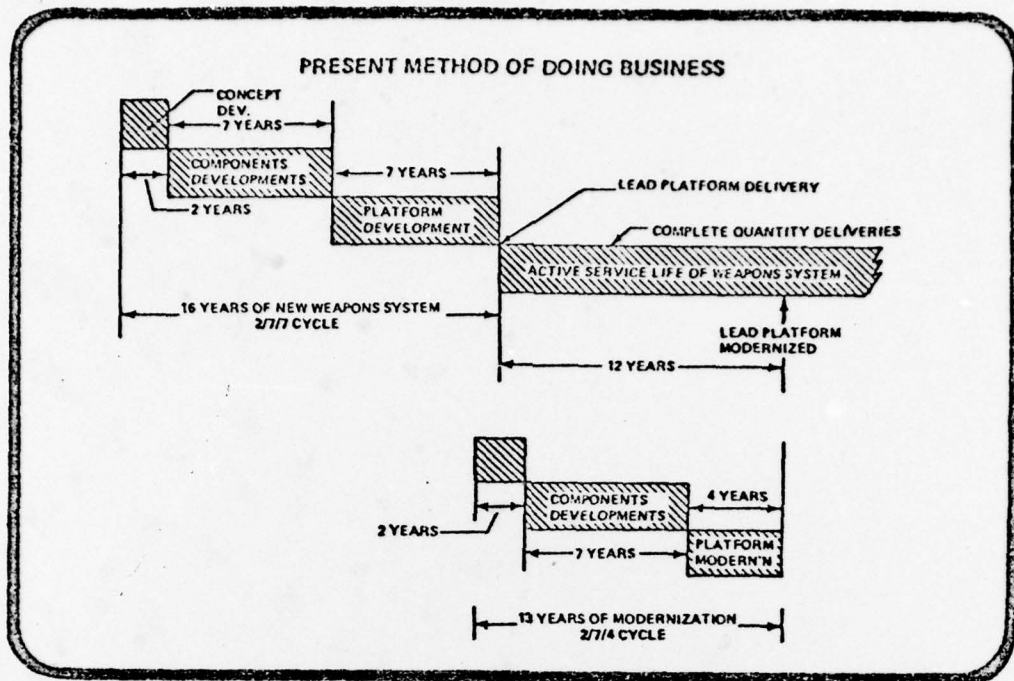 PRESENT METHOD OF DOING BUSINESS
CONCEPT
DEV.
7 YEARS
COMPONENTS
DEVELOPMENTS
2 YEARS
7 YEARS
PLATFORM
DEVELOPMENT
LEAD PLATFORM DELIVERY
COMPLETE QUANTITY DELIVERIES
ACTIVE SERVICE LIFE OF WEAPONS SYSTEM
16 YEARS OF NEW WEAPONS SYSTEM
2/7/7 CYCLE
LEAD PLATFORM
MODERNIZED
12 YEARS
2 YEARS
COMPONENTS
DEVELOPMENTS
7 YEARS
4 YEARS
PLATFORM
MODERN'N
13 YEARS OF MODERNIZATION
2/7/4 CYCLE